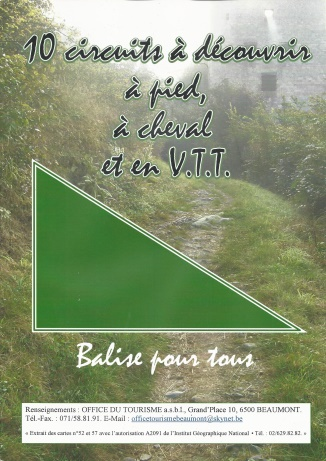 10 circuits à découvrir
à pied,
à cheval
et en V.T.T.
Balise pour tous
Renseignements : OFFICE DU TOURISME a.s.b.l., Grand'Place 10, 6500 BEAUMONT.
Tél.-Fax. : 071/58.81.91. E-Mail : officetourismebeaumont@skynet.be
« Extrait des cartes n°52 et 57 avec l'autorisation A2091 de l'Institut Géographique National • Tél. : 02/629.82.82. »